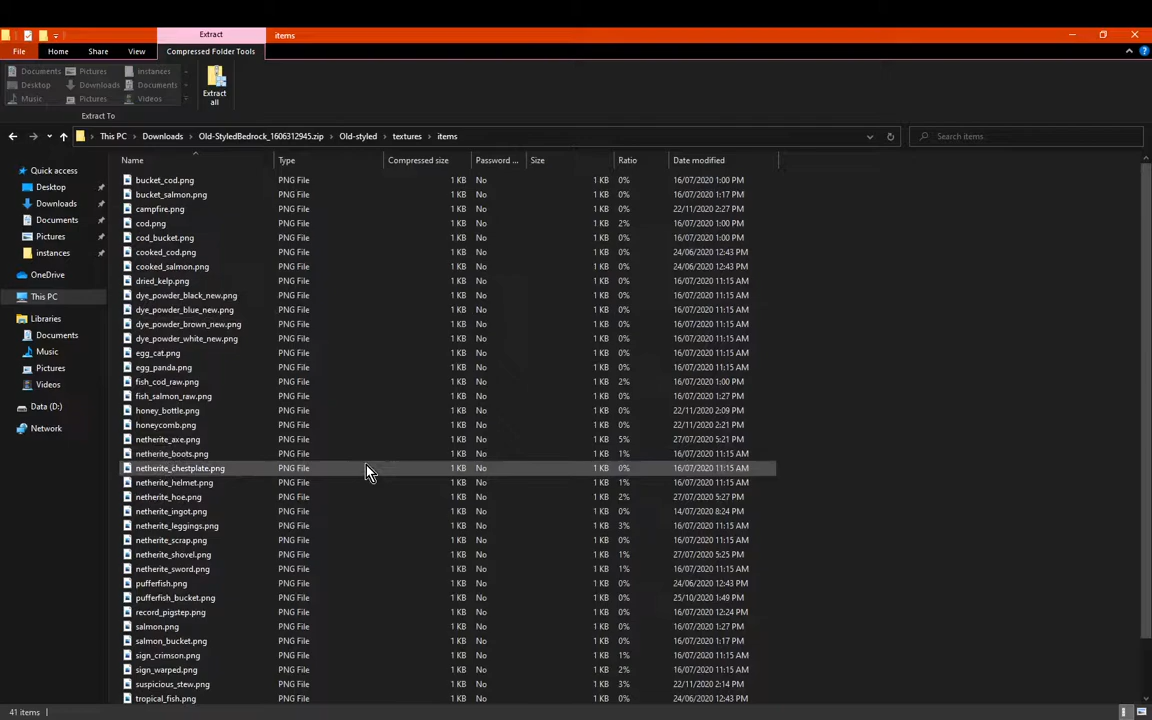 Extract items
File Home Share View Compressed Folder Tools
Documents Pictures instances
Desktop Downloads Documents
Music Pictures Videos
Extract all
Extract To
This PC Downloads Old-StyledBedrock_1606312945.zip Old-styled textures items Search items
Name Type Compressed size Password ... Size Ratio Date modified
Quick access
Desktop
Downloads
Documents
Pictures
instances
OneDrive
This PC
Libraries
Documents
Music
Pictures
Videos
Data (D:)
Network
bucket_cod.png PNG File 1 KB No 1 KB 0% 16/07/2020 1:00 PM
bucket_salmon.png PNG File 1 KB No 1 KB 0% 16/07/2020 1:17 PM
campfire.png PNG File 1 KB No 1 KB 0% 22/11/2020 2:27 PM
cod.png PNG File 1 KB No 1 KB 2% 16/07/2020 1:00 PM
cod_bucket.png PNG File 1 KB No 1 KB 0% 16/07/2020 1:00 PM
cooked_cod.png PNG File 1 KB No 1 KB 0% 24/06/2020 12:43 PM
cooked_salmon.png PNG File 1 KB No 1 KB 0% 24/06/2020 12:43 PM
dried_kelp.png PNG File 1 KB No 1 KB 0% 16/07/2020 11:15 AM
dye_powder_black_new.png PNG File 1 KB No 1 KB 0% 16/07/2020 11:15 AM
dye_powder_blue_new.png PNG File 1 KB No 1 KB 0% 16/07/2020 11:15 AM
dye_powder_brown_new.png PNG File 1 KB No 1 KB 0% 16/07/2020 11:15 AM
dye_powder_white_new.png PNG File 1 KB No 1 KB 0% 16/07/2020 11:15 AM
egg_cat.png PNG File 1 KB No 1 KB 0% 16/07/2020 11:15 AM
egg_panda.png PNG File 1 KB No 1 KB 0% 16/07/2020 11:15 AM
fish_cod_raw.png PNG File 1 KB No 1 KB 2% 16/07/2020 1:00 PM
fish_salmon_raw.png PNG File 1 KB No 1 KB 0% 16/07/2020 1:27 PM
honey_bottle.png PNG File 1 KB No 1 KB 0% 22/11/2020 2:09 PM
honeycomb.png PNG File 1 KB No 1 KB 0% 22/11/2020 2:21 PM
netherite_axe.png PNG File 1 KB No 1 KB 5% 27/07/2020 5:21 PM
netherite_boots.png PNG File 1 KB No 1 KB 1% 16/07/2020 11:15 AM
netherite_chestplate.png PNG File 1 KB No 1 KB 0% 16/07/2020 11:15 AM
netherite_helmet.png PNG File 1 KB No 1 KB 1% 16/07/2020 11:15 AM
netherite_hoe.png PNG File 1 KB No 1 KB 2% 27/07/2020 5:27 PM
netherite_ingot.png PNG File 1 KB No 1 KB 0% 14/07/2020 8:24 PM
netherite_leggings.png PNG File 1 KB No 1 KB 3% 16/07/2020 11:15 AM
netherite_scrap.png PNG File 1 KB No 1 KB 0% 16/07/2020 11:15 AM
netherite_shovel.png PNG File 1 KB No 1 KB 1% 27/07/2020 5:25 PM
netherite_sword.png PNG File 1 KB No 1 KB 1% 16/07/2020 11:15 AM
pufferfish.png PNG File 1 KB No 1 KB 0% 24/06/2020 12:43 PM
pufferfish_bucket.png PNG File 1 KB No 1 KB 0% 25/10/2020 1:49 PM
record_pigstep.png PNG File 1 KB No 1 KB 0% 16/07/2020 12:24 PM
salmon.png PNG File 1 KB No 1 KB 0% 16/07/2020 1:27 PM
salmon_bucket.png PNG File 1 KB No 1 KB 0% 16/07/2020 1:17 PM
sign_crimson.png PNG File 1 KB No 1 KB 1% 16/07/2020 11:15 AM
sign_warped.png PNG File 1 KB No 1 KB 2% 16/07/2020 11:15 AM
suspicious_stew.png PNG File 1 KB No 1 KB 3% 22/11/2020 2:14 PM
tropical_fish.png PNG File 1 KB No 1 KB 0% 24/06/2020 12:43 PM
41 items